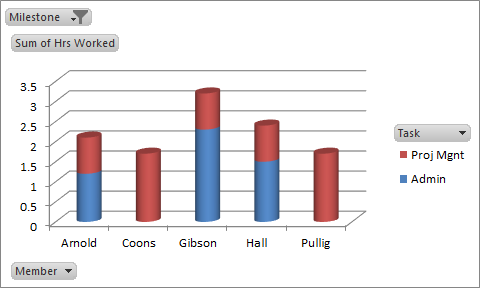 Milestone
Sum of Hrs Worked
3.5
3
2.5
2
1.5
1
0.5
0
Arnold Coons Gibson Hall Pullig
Task
Proj Mgnt
Admin
Member